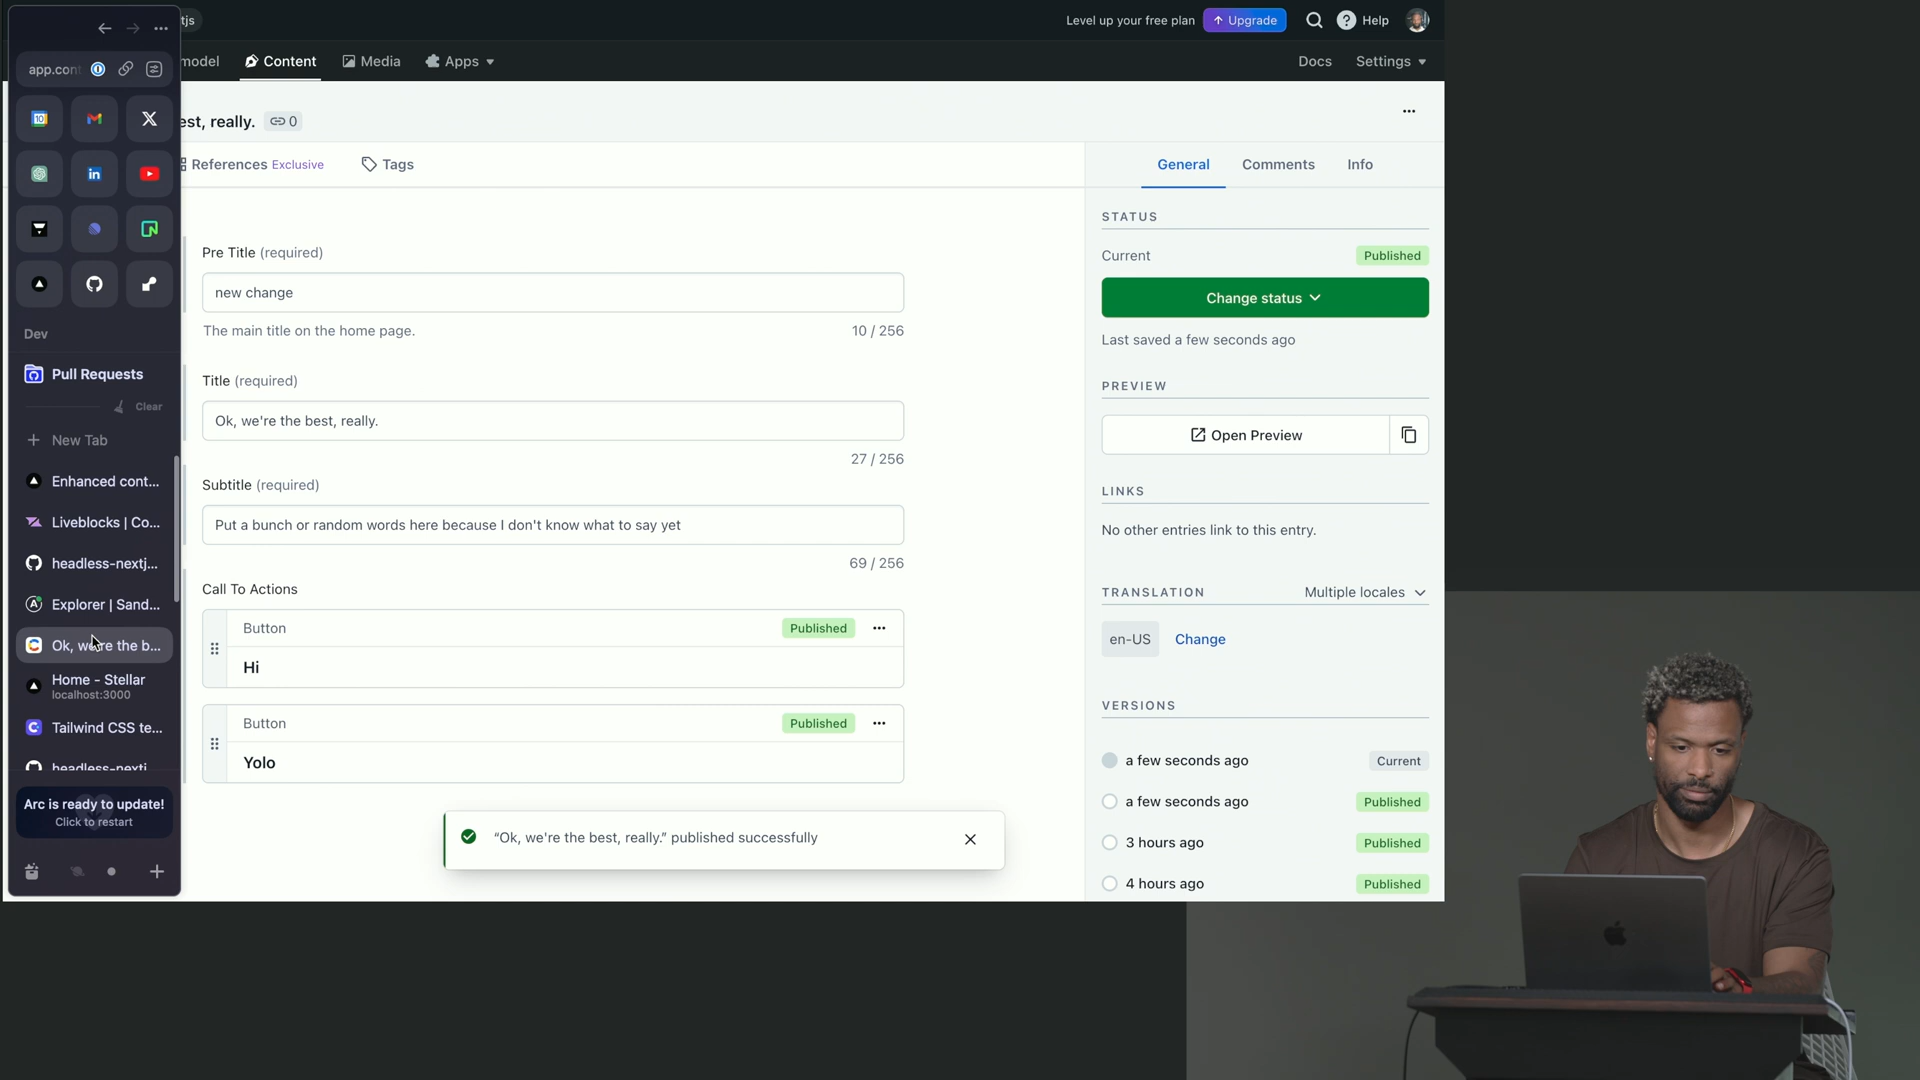 tjs
Level up your free plan
Upgrade
Help
app.con
model
Content
Media
Apps
Docs
Settings
est, really.
0
References Exclusive
Tags
General
Comments
Info
Dev
Pull Requests
Clear
New Tab
Enhanced cont...
Liveblocks | Co...
headless-nextj...
Explorer | Sand...
Ok, we're the b...
Home - Stellar
localhost:3000
Tailwind CSS te...
headless-nextj
Arc is ready to update!
Click to restart
Pre Title (required)
new change
The main title on the home page.
10 / 256
Title (required)
Ok, we're the best, really.
27 / 256
Subtitle (required)
Put a bunch or random words here because I don't know what to say yet
69 / 256
Call To Actions
Button
Published
Hi
Button
Published
Yolo
"Ok, we're the best, really." published successfully
STATUS
Current
Published
Change status
Last saved a few seconds ago
PREVIEW
Open Preview
LINKS
No other entries link to this entry.
TRANSLATION
Multiple locales
en-US
Change
VERSIONS
a few seconds ago
Current
a few seconds ago
Published
3 hours ago
Published
4 hours ago
Published